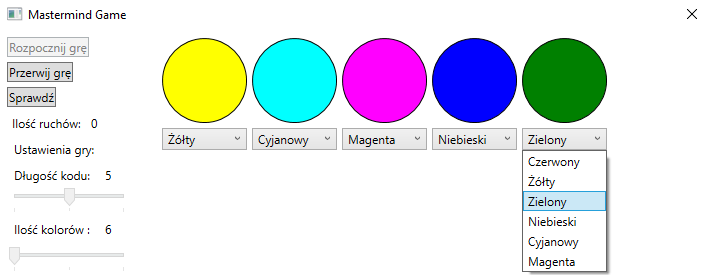 Mastermind Game
Rozpocznij grę
Przerwij grę
Sprawdź
Ilość ruchów: 0
Ustawienia gry:
Długość kodu: 5
Ilość kolorów : 6
Żółty
Cyjanowy
Magenta
Niebieski
Zielony
Czerwony
Żółty
Zielony
Niebieski
Cyjanowy
Magenta